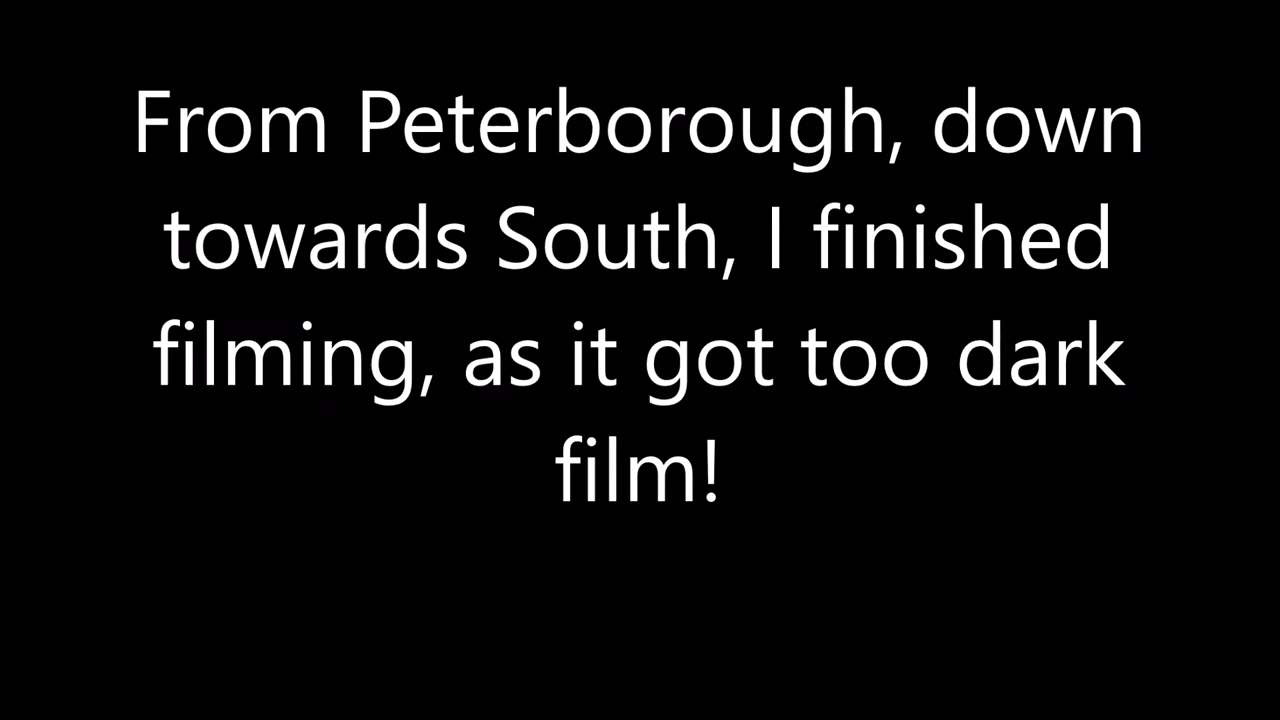 From Peterborough, down
towards South, I finished
filming, as it got too dark
film!